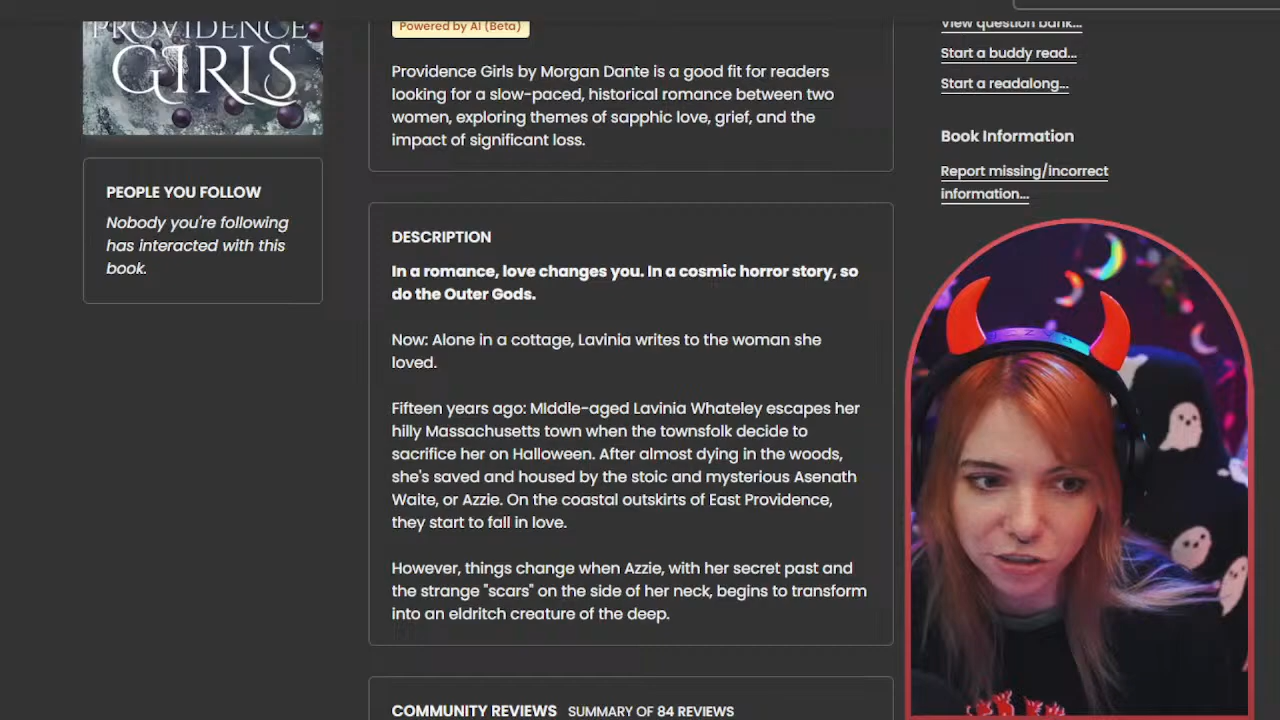 PROVIDENCE
GIRLS
PEOPLE YOU FOLLOW
Nobody you're following
has interacted with this
book.
Powered by AI (Beta)
Providence Girls by Morgan Dante is a good fit for readers
looking for a slow-paced, historical romance between two
women, exploring themes of sapphic love, grief, and the
impact of significant loss.
DESCRIPTION
In a romance, love changes you. In a cosmic horror story, so
do the Outer Gods.
Now: Alone in a cottage, Lavinia writes to the woman she
loved.
Fifteen years ago: MIddle-aged Lavinia Whateley escapes her
hilly Massachusetts town when the townsfolk decide to
sacrifice her on Halloween. After almost dying in the woods,
she's saved and housed by the stoic and mysterious Asenath
Waite, or Azzie. On the coastal outskirts of East Providence,
they start to fall in love.
However, things change when Azzie, with her secret past and
the strange "scars" on the side of her neck, begins to transform
into an eldritch creature of the deep.
COMMUNITY REVIEWS SUMMARY OF 84 REVIEWS
View question bank...
Start a buddy read...
Start a readalong...
Book Information
Report missing/incorrect
information...